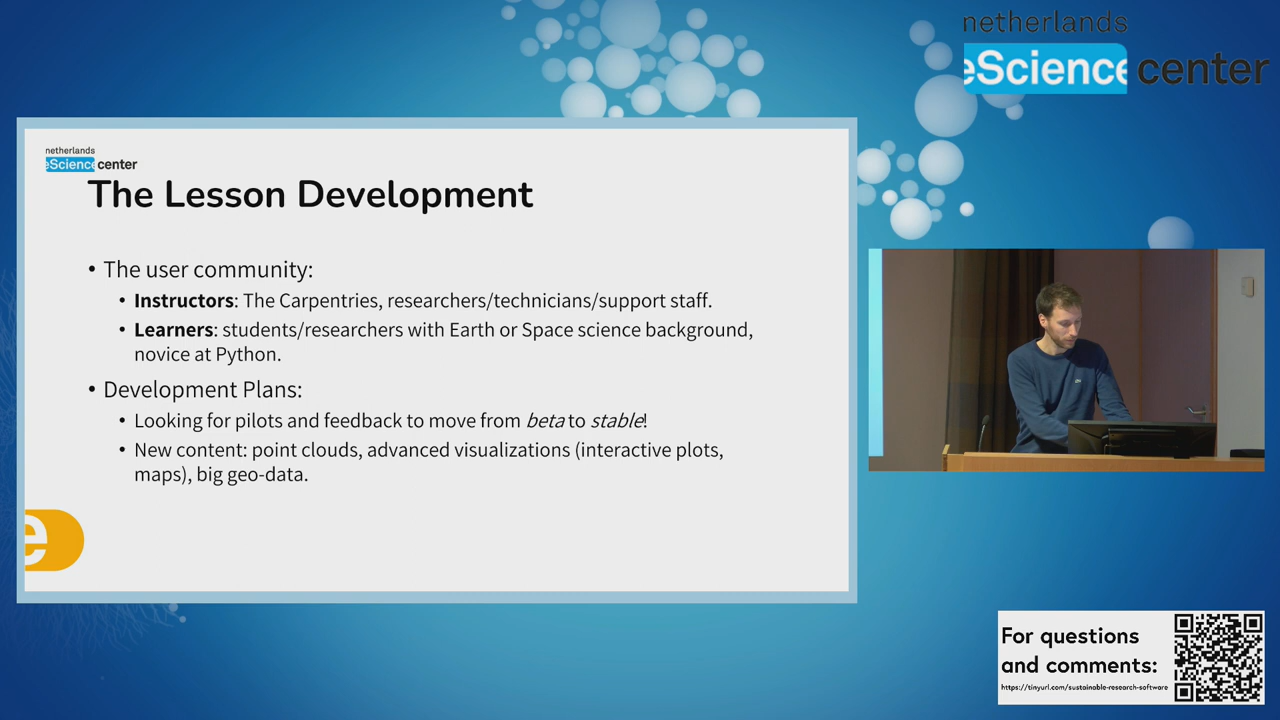 netherlands
eScience center
netherlands
eScience center
The Lesson Development
• The user community:
• Instructors: The Carpentries, researchers/technicians/support staff.
• Learners: students/researchers with Earth or Space science background,
novice at Python.
• Development Plans:
• Looking for pilots and feedback to move from beta to stable!
• New content: point clouds, advanced visualizations (interactive plots,
maps), big geo-data.
e
For questions
and comments:
https://tinyurl.com/sustainable-research-software